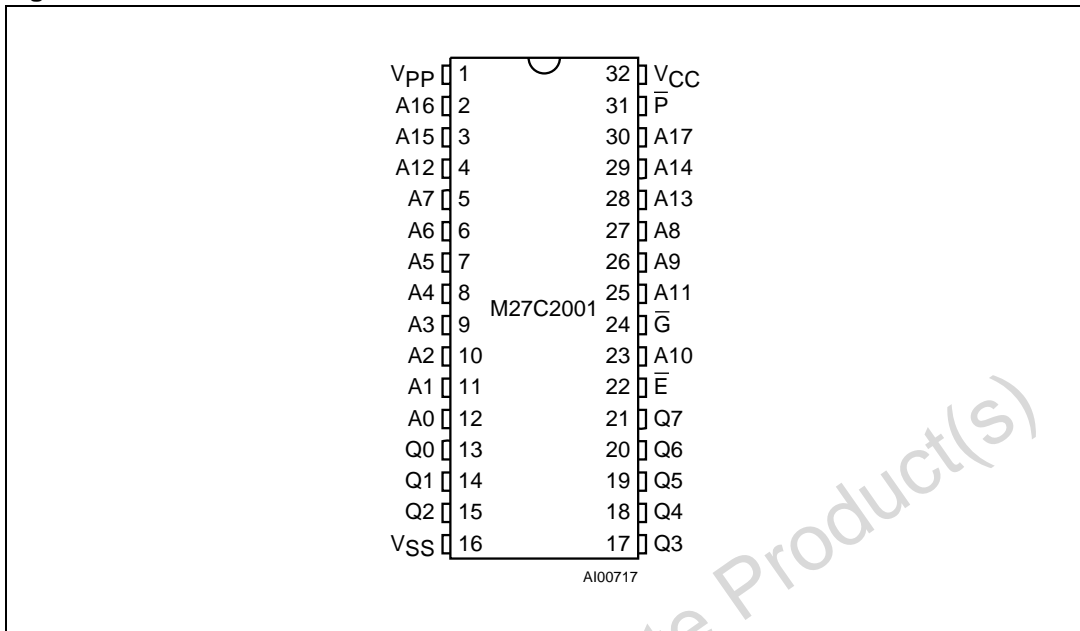 VPP 1 32 VCC
A16 2 31 P̅
A15 3 30 A17
A12 4 29 A14
A7 5 28 A13
A6 6 27 A8
A5 7 26 A9
A4 8 25 A11
M27C2001
A3 9 24 G̅
A2 10 23 A10
A1 11 22 E̅
A0 12 21 Q7
Q0 13 20 Q6
Q1 14 19 Q5
Q2 15 18 Q4
VSS 16 17 Q3
AI00717
Product(s)